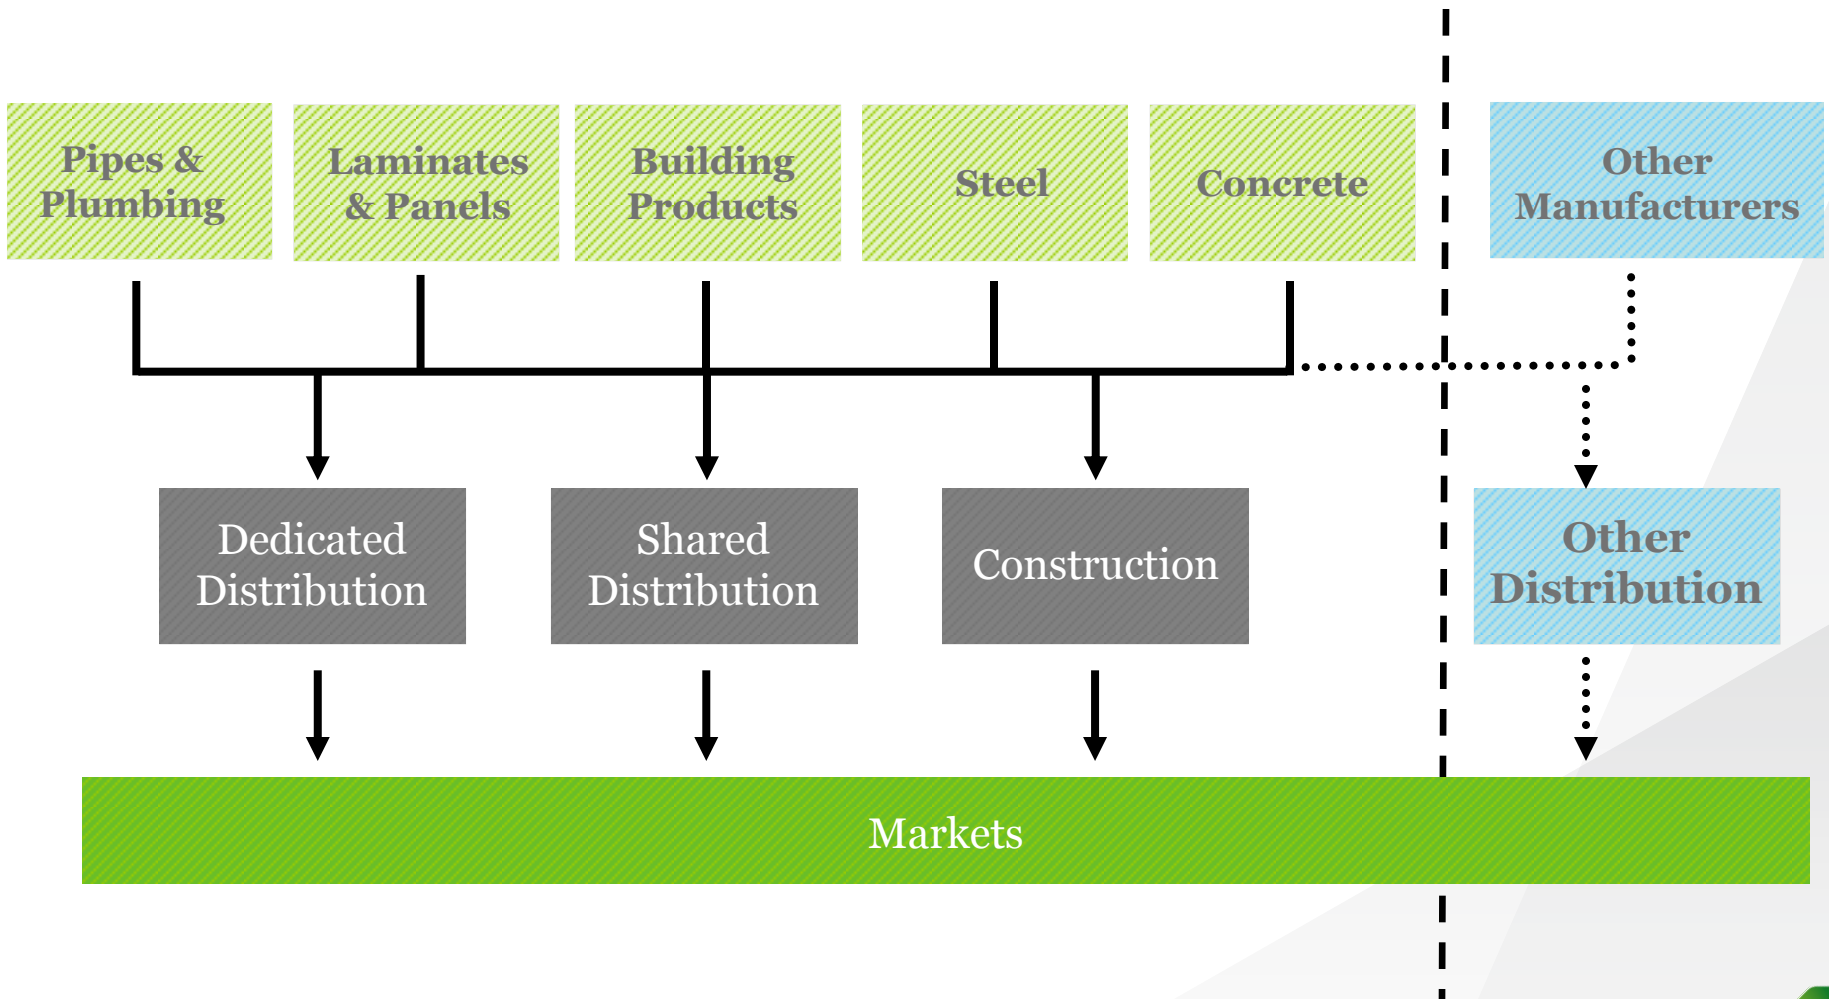 Pipes &
Plumbing
Laminates
& Panels
Building
Products
Steel
Concrete
Other
Manufacturers
Dedicated
Distribution
Shared
Distribution
Construction
Other
Distribution
Markets